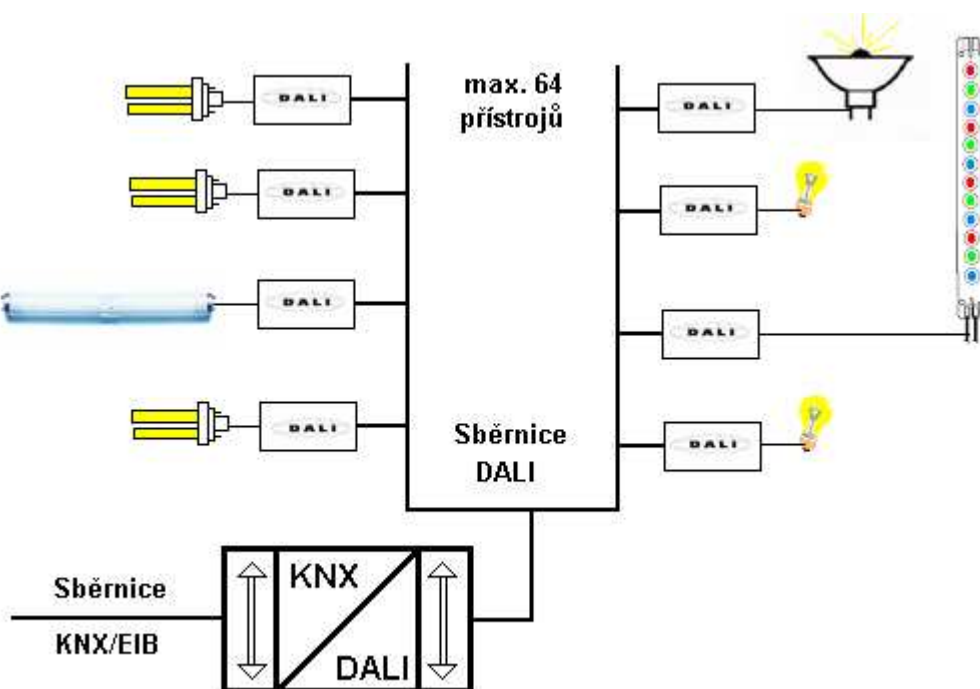 max. 64
přístrojů
DALI
DALI
DALI
DALI
DALI
DALI
DALI
DALI
Sběrnice
DALI
Sběrnice
KNX/EIB
KNX
DALI